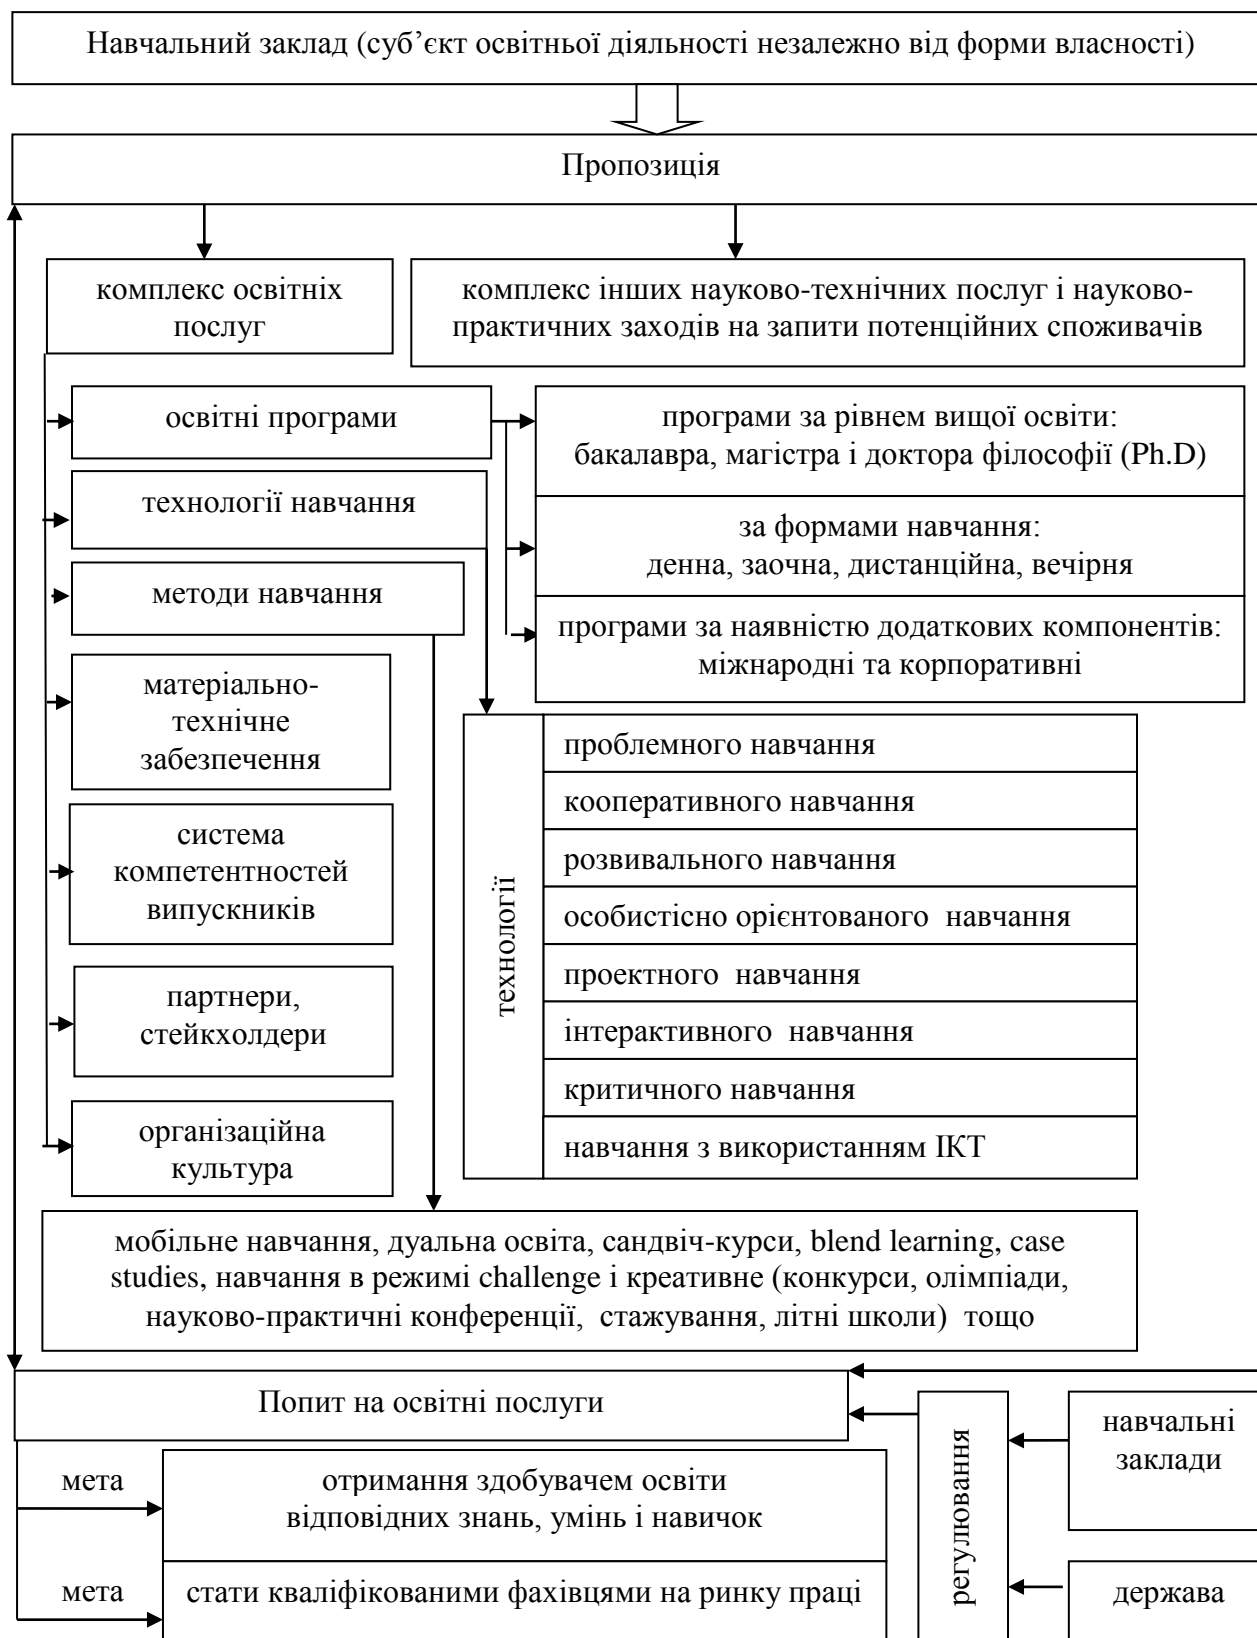 Навчальний заклад (суб’єкт освітньої діяльності незалежно від форми власності)
Пропозиція
комплекс освітніх
послуг
комплекс інших науково-технічних послуг і науково-
практичних заходів на запити потенційних споживачів
освітні програми
програми за рівнем вищої освіти:
бакалавра, магістра і доктора філософії (Ph.D)
технології навчання
за формами навчання:
денна, заочна, дистанційна, вечірня
методи навчання
програми за наявністю додаткових компонентів:
міжнародні та корпоративні
матеріально-
технічне
забезпечення
система
компетентностей
випускників
партнери,
стейкхолдери
організаційна
культура
технології
проблемного навчання
кооперативного навчання
розвивального навчання
особистісно орієнтованого  навчання
проектного  навчання
інтерактивного  навчання
критичного навчання
навчання з використанням ІКТ
мобільне навчання, дуальна освіта, сандвіч-курси, blend learning, case
studies, навчання в режимі challenge і креативне (конкурси, олімпіади,
науково-практичні конференції,  стажування, літні школи)  тощо
Попит на освітні послуги
мета
отримання здобувачем освіти
відповідних знань, умінь і навичок
мета
стати кваліфікованими фахівцями на ринку праці
регулювання
навчальні
заклади
держава